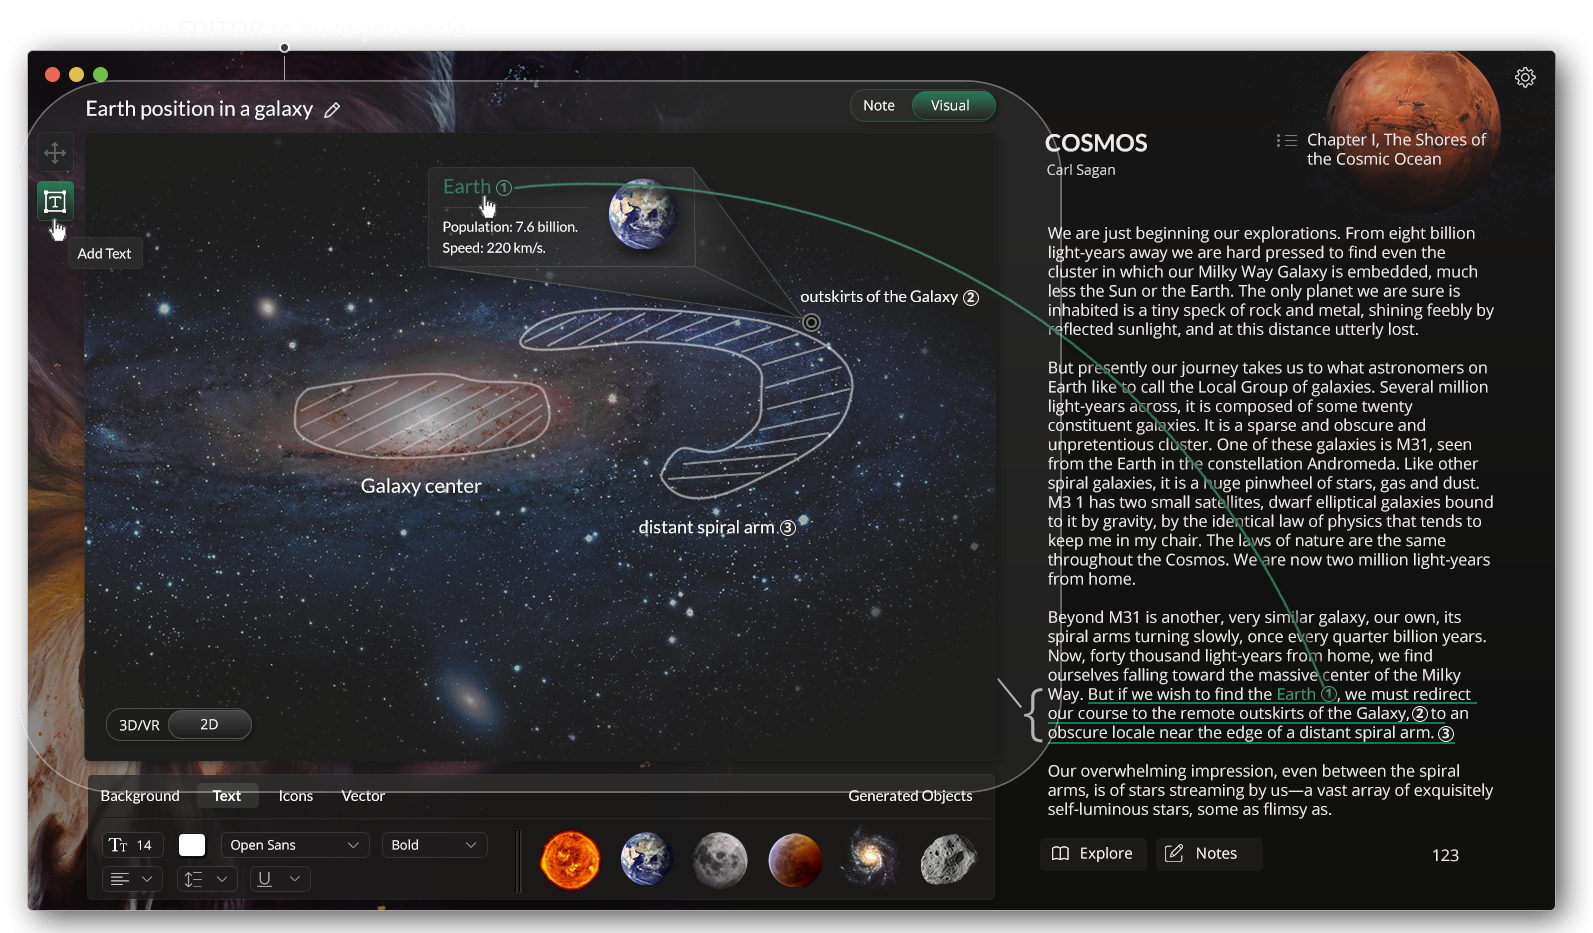 Use EDITOR to build you world
Earth position in a galaxy
Note
Visual
COSMOS
Carl Sagan
Chapter I, The Shores of
the Cosmic Ocean
Earth ①
Population: 7.6 billion.
Speed: 220 km/s.
Add Text
outskirts of the Galaxy ②
Galaxy center
distant spiral arm ③
3D/VR
2D
We are just beginning our explorations. From eight billion
light-years away we are hard pressed to find even the
cluster in which our Milky Way Galaxy is embedded, much
less the Sun or the Earth. The only planet we are sure is
inhabited is a tiny speck of rock and metal, shining feebly by
reflected sunlight, and at this distance utterly lost.
But presently our journey takes us to what astronomers on
Earth like to call the Local Group of galaxies. Several million
light-years across, it is composed of some twenty
constituent galaxies. It is a sparse and obscure and
unpretentious cluster. One of these galaxies is M31, seen
from the Earth in the constellation Andromeda. Like other
spiral galaxies, it is a huge pinwheel of stars, gas and dust.
M3 1 has two small satellites, dwarf elliptical galaxies bound
to it by gravity, by the identical law of physics that tends to
keep me in my chair. The laws of nature are the same
throughout the Cosmos. We are now two million light-years
from home.
Beyond M31 is another, very similar galaxy, our own, its
spiral arms turning slowly, once every quarter billion years.
Now, forty thousand light-years from home, we find
ourselves falling toward the massive center of the Milky
Way. But if we wish to find the Earth ①, we must redirect
our course to the remote outskirts of the Galaxy, ② to an
obscure locale near the edge of a distant spiral arm. ③
Our overwhelming impression, even between the spiral
arms, is of stars streaming by us—a vast array of exquisitely
self-luminous stars, some as flimsy as.
Background
Text
Icons
Vector
Generated Objects
TT 14
Open Sans
Bold
U
Explore
Notes
123